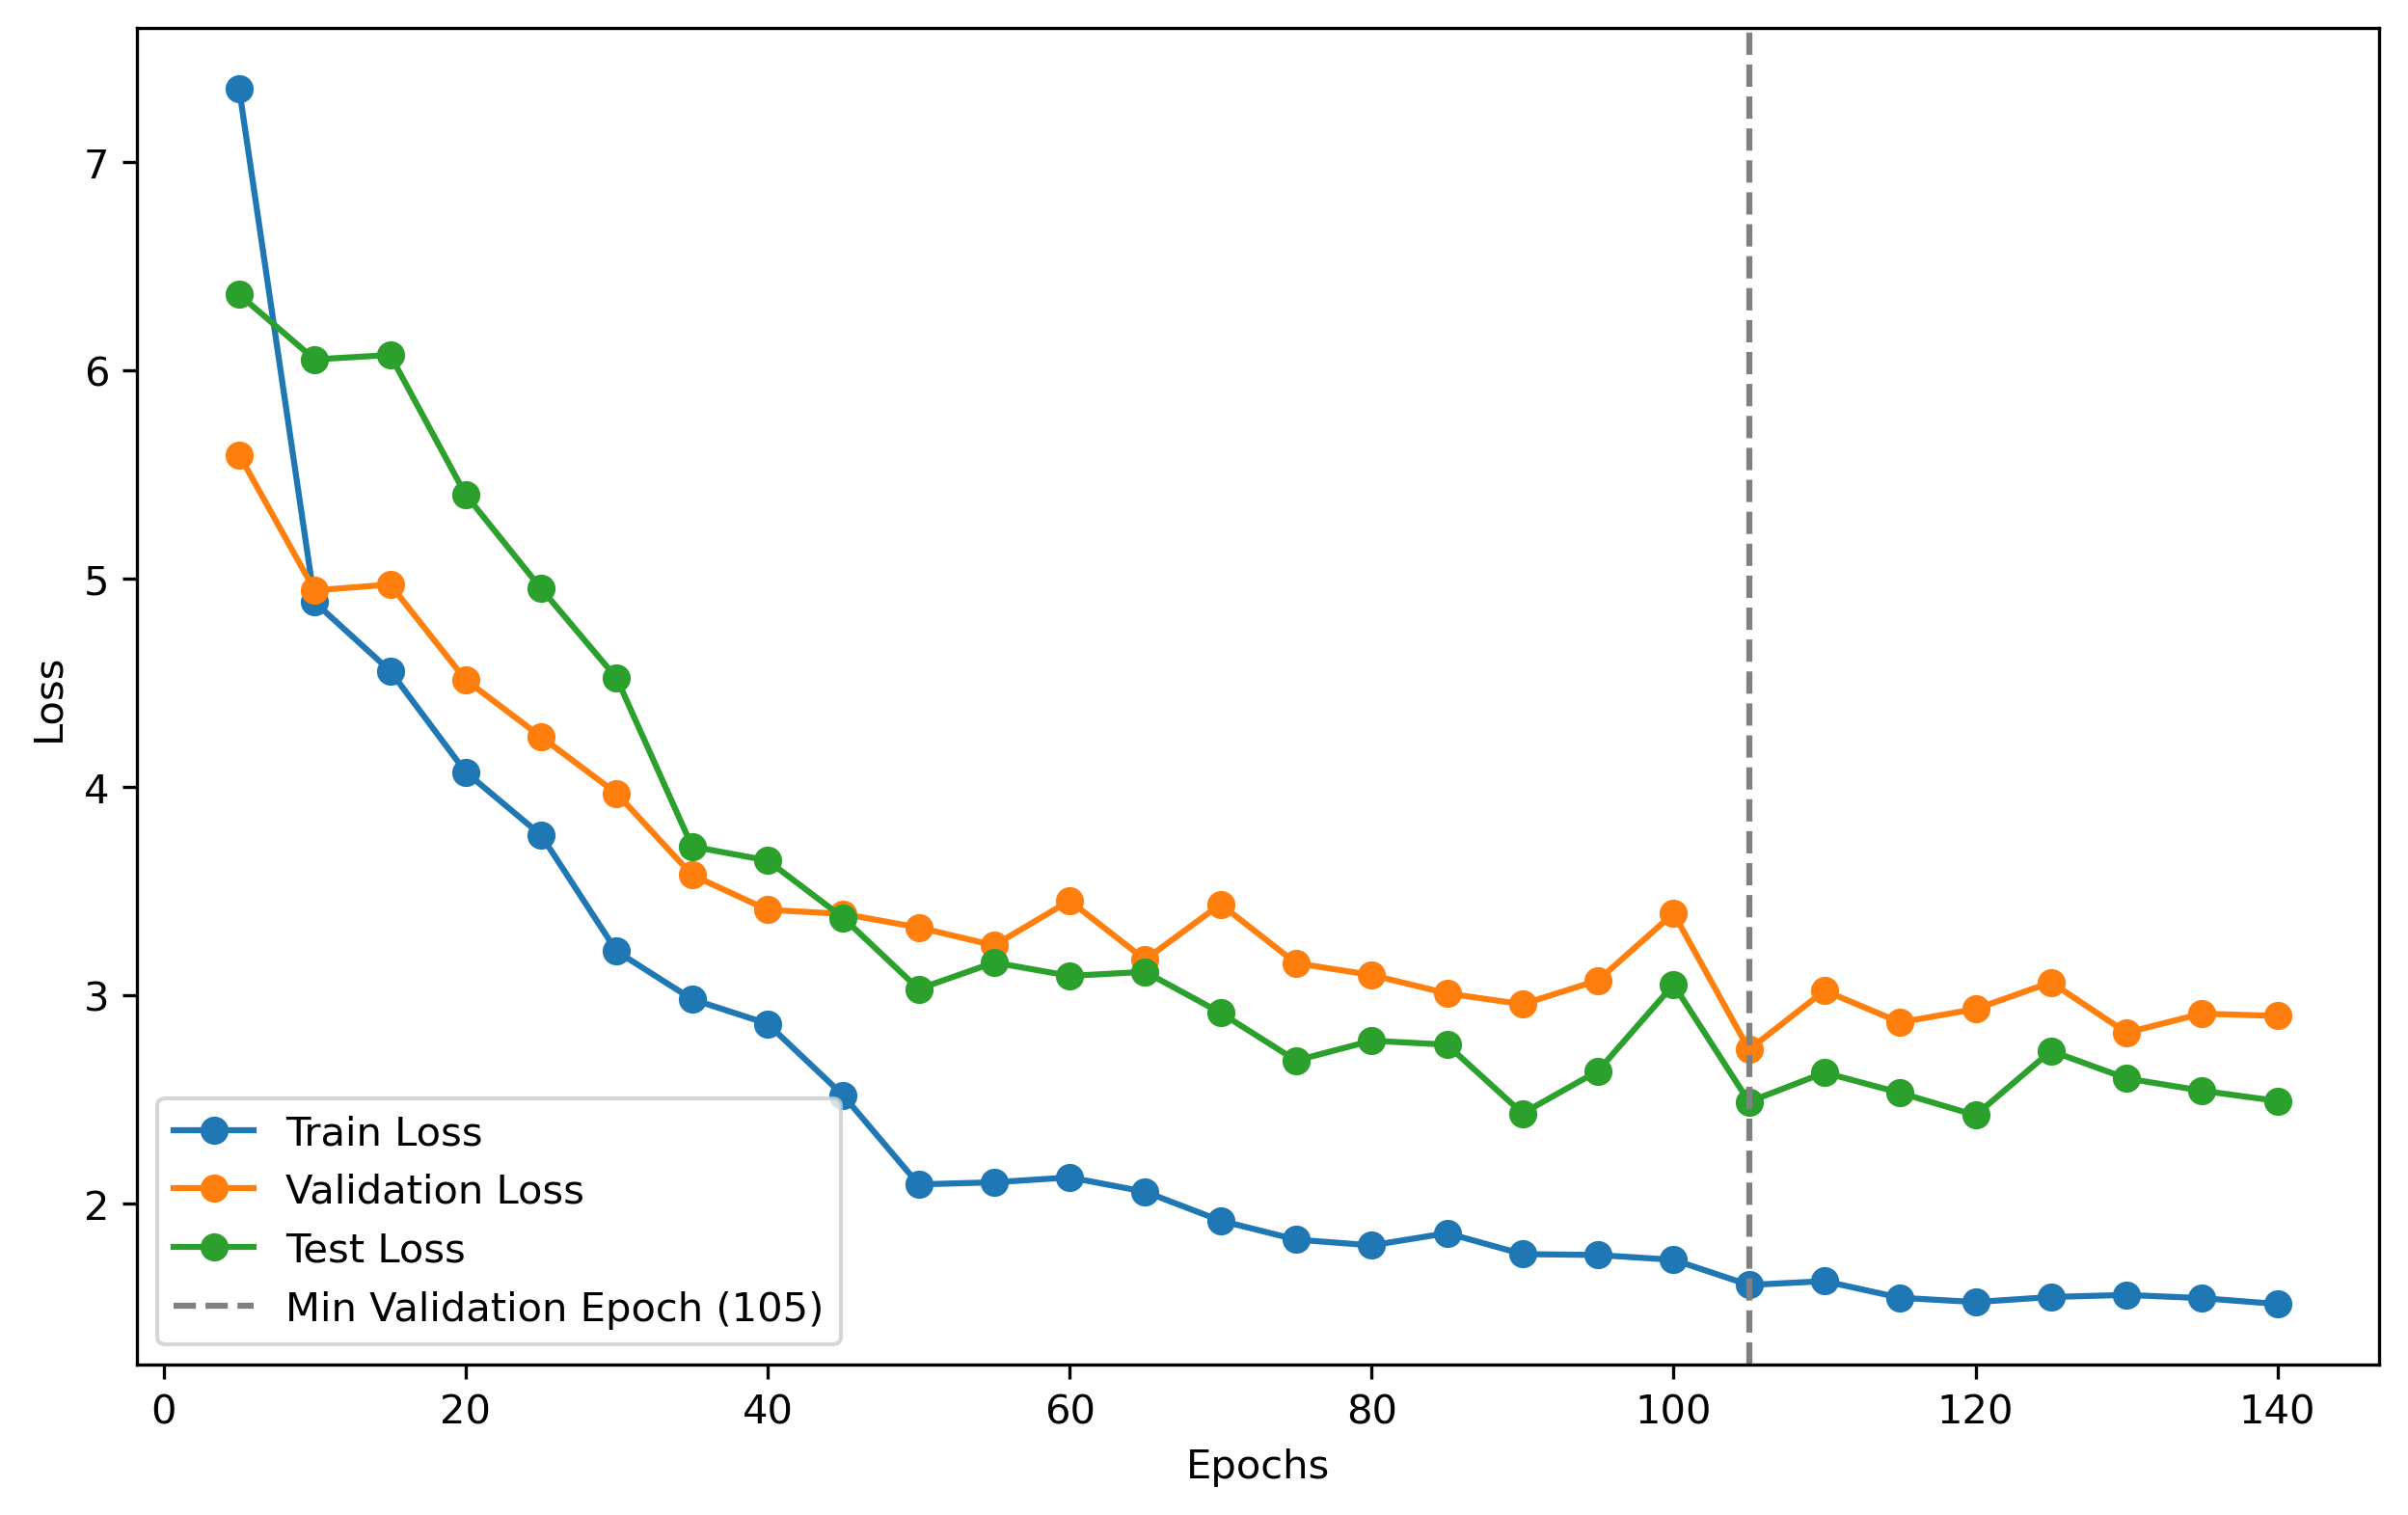 7
6
5
4
3
2
Loss
Train Loss
Validation Loss
Test Loss
Min Validation Epoch (105)
0 20 40 60 80 100 120 140
Epochs